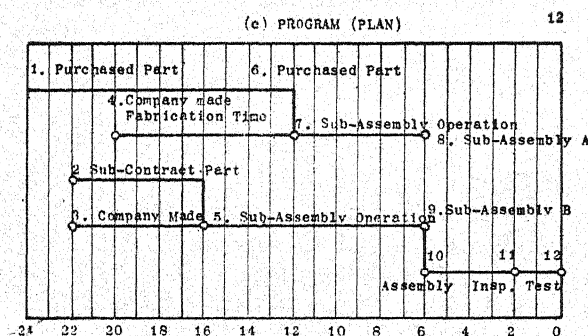 (c) PROGRAM (PLAN)
12
1. Purchased Part
6. Purchased Part
4.Company made
Fabrication Time
7. Sub-Assembly Operation
8. Sub-Assembly A
2 Sub-Contract Part
3. Company Made
5. Sub-Assembly Operation
9.Sub-Assembly B
10
11
12
Assembly
Insp.
Test
-24 22 20 18 16 14 12 10 8 6 4 2 0